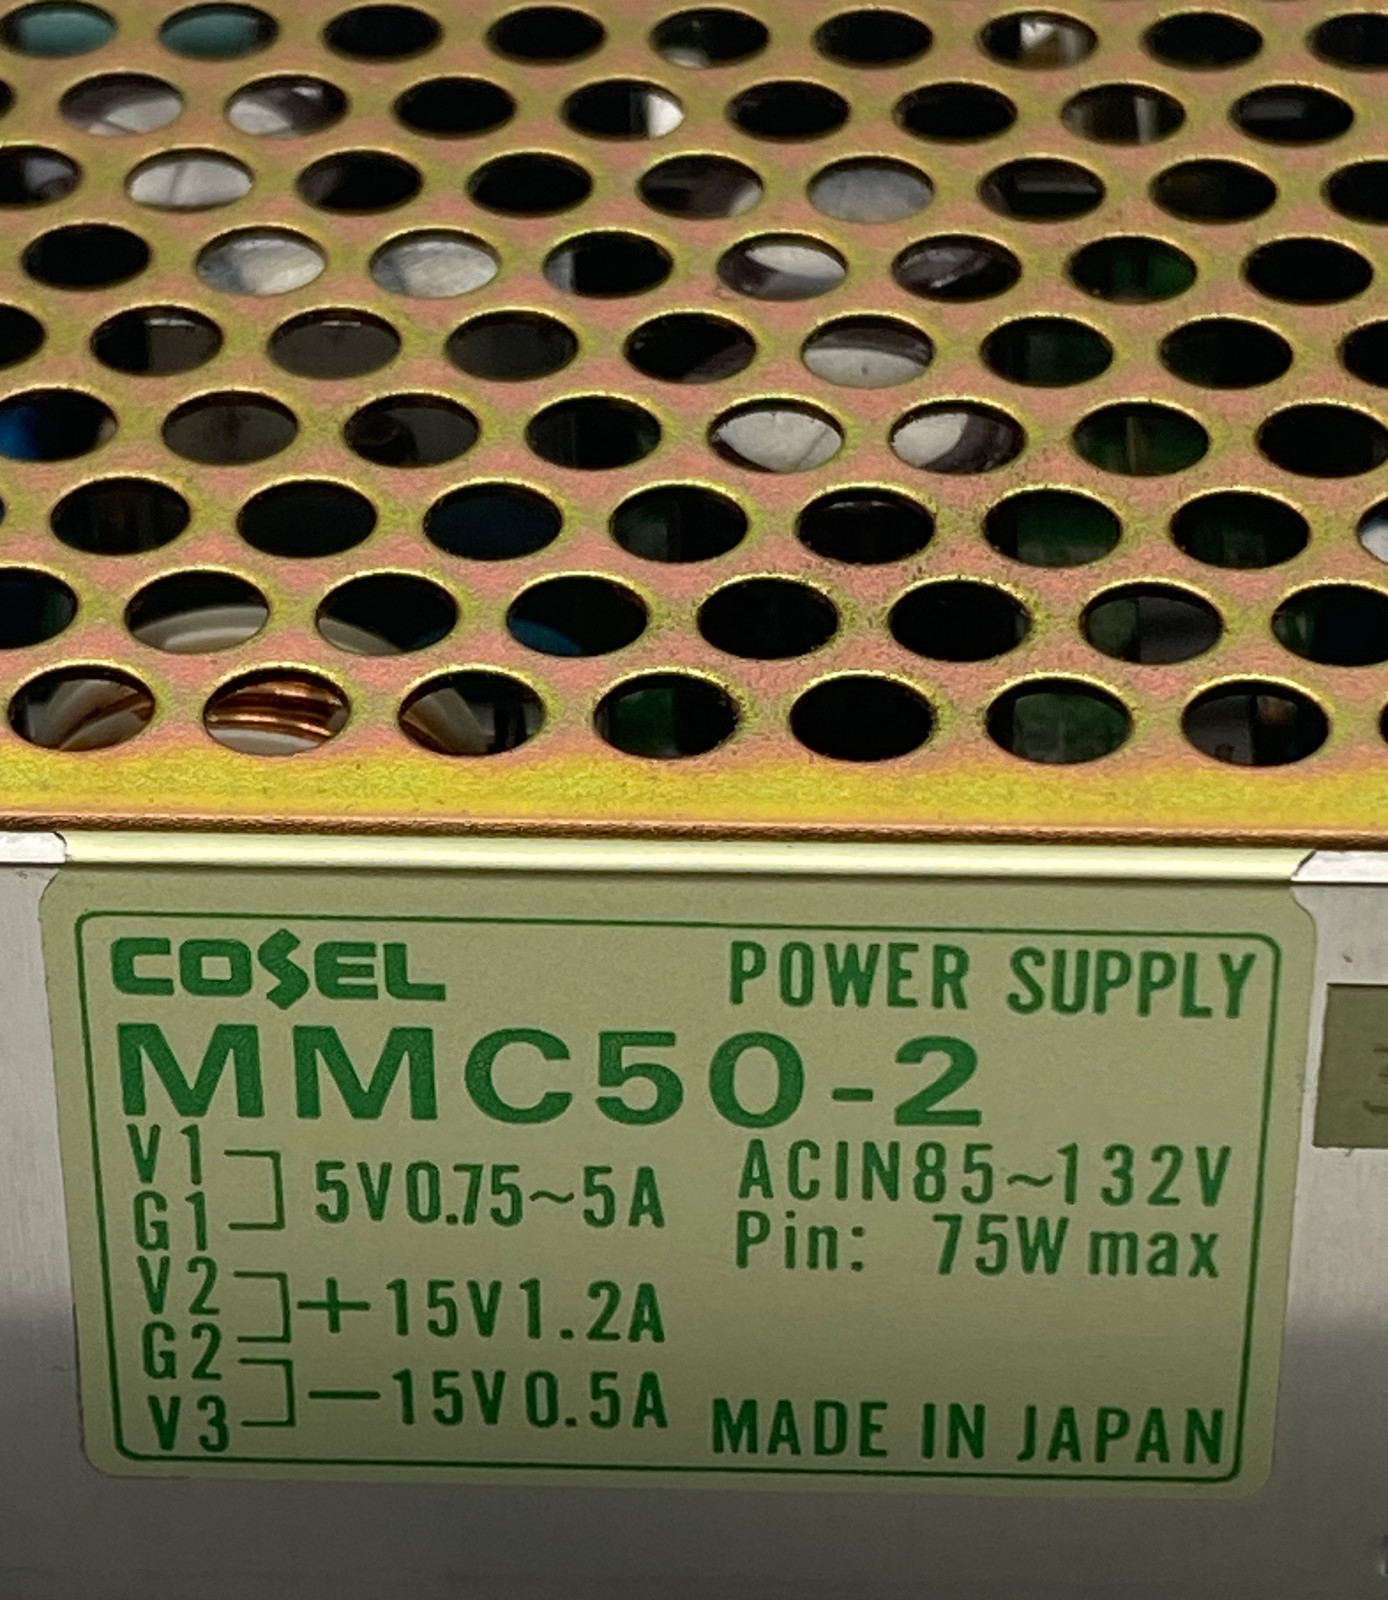 COSEL POWER SUPPLY
MMC50-2
V1
G1
5V0.75~5A
ACIN85~132V
Pin: 75W max
V2
G2
+15V1.2A
V3
-15V0.5A
MADE IN JAPAN